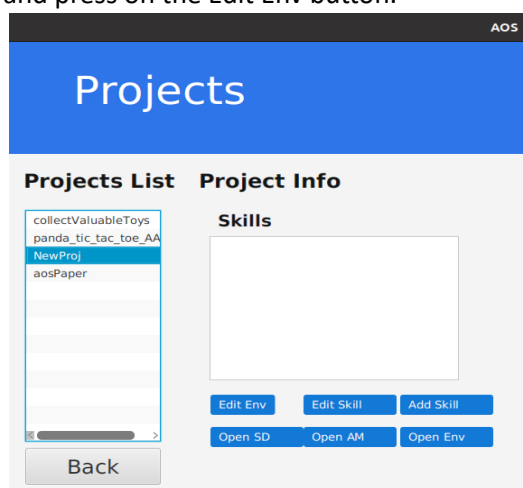 and press on the Edit Env button.
AOS
Projects
Projects List
Project Info
collectValuableToys
panda_tic_tac_toe_AA
NewProj
aosPaper
Skills
Edit Env
Edit Skill
Add Skill
Open SD
Open AM
Open Env
Back